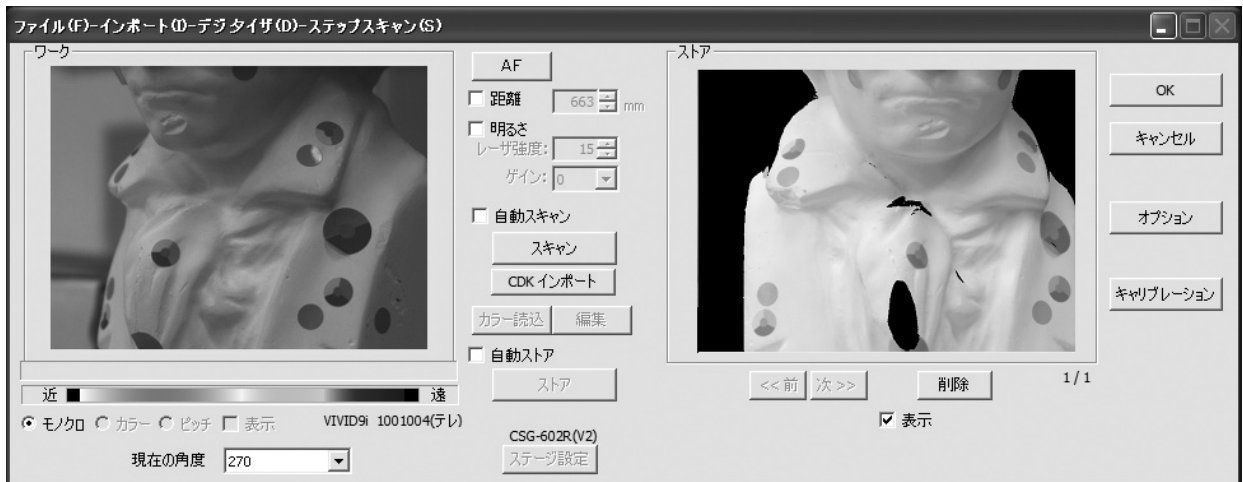 ファイル(F)-インポート(I)-デジタイザ(D)-ステップスキャン(S)
ワーク
AF
距離 663 mm
明るさ
レーザ強度: 15
ゲイン: 0
自動スキャン
スキャン
CDK インポート
カラー読込 編集
自動ストア
ストア
近 遠
モノクロ カラー ピッチ 表示 VIVID9i 1001004(テレ)
現在の角度 270
CSG-602R(V2)
ステージ設定
ストア
<< 前 次 >> 削除 1 / 1
表示
OK
キャンセル
オプション
キャリブレーション